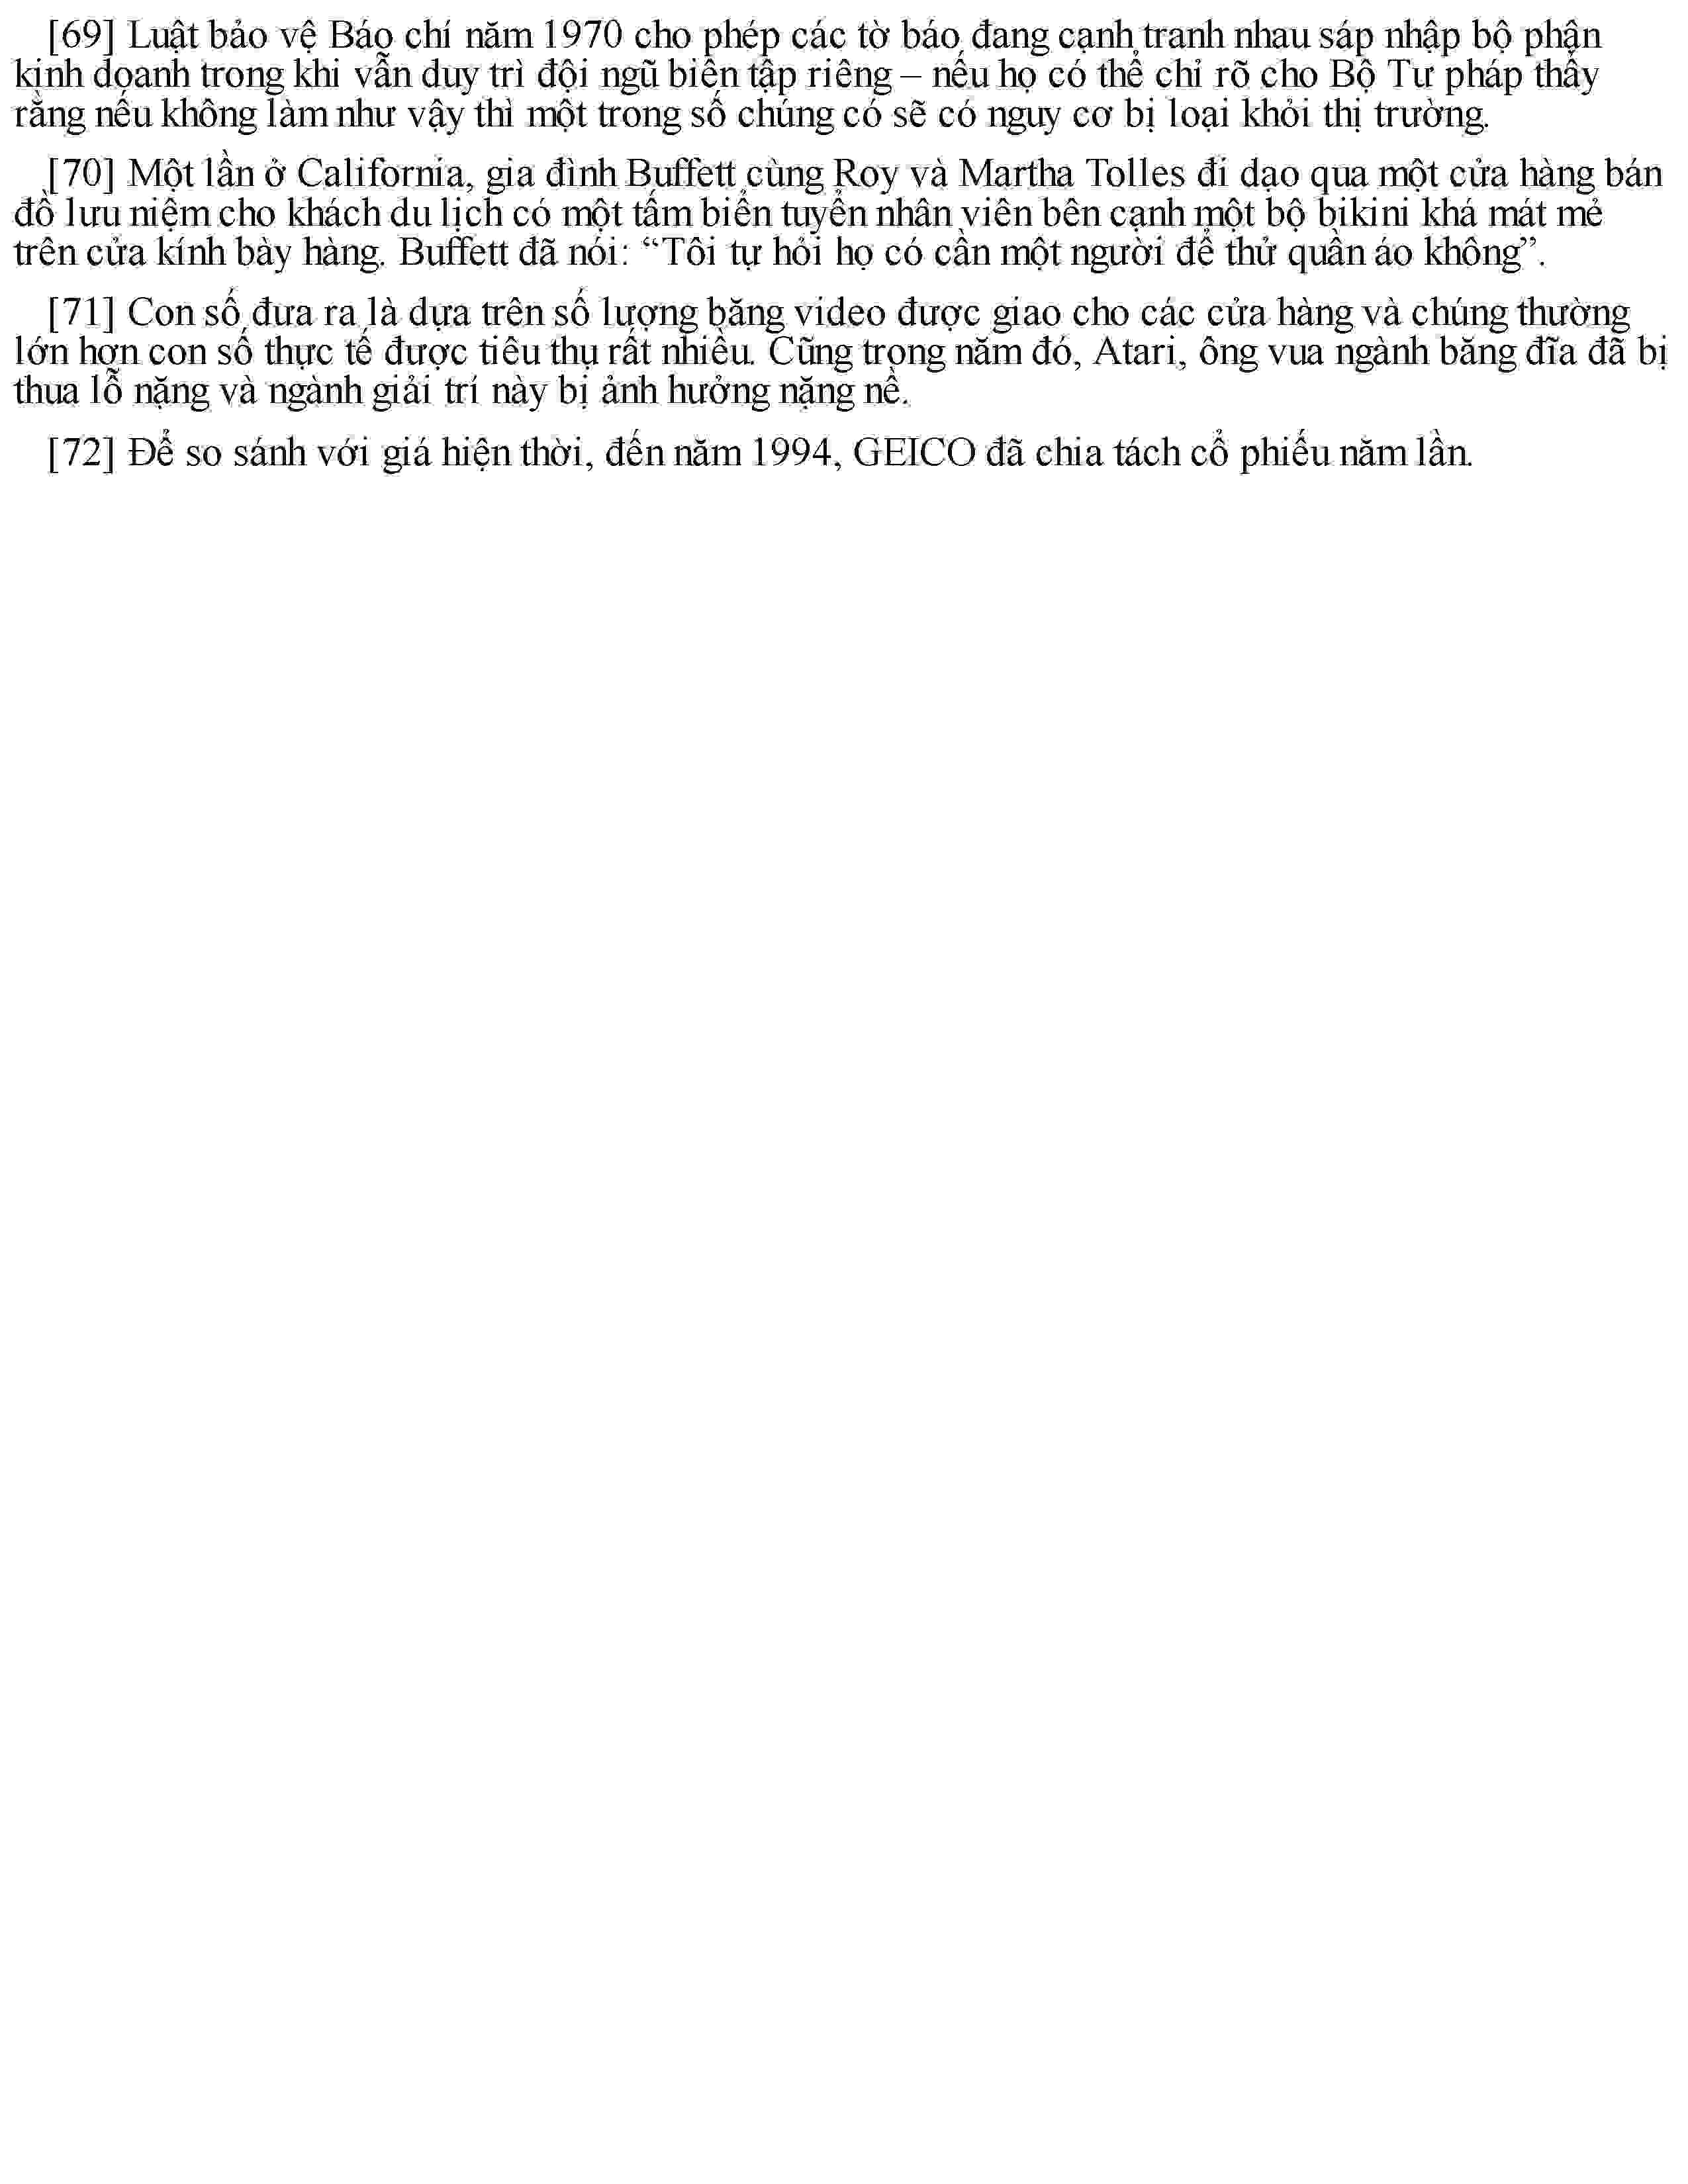 [69] Luật bảo vệ Báo chí năm 1970 cho phép các tờ báo đang cạnh tranh nhau sáp nhập bộ phận
kinh doanh trong khi vẫn duy trì đội ngũ biên tập riêng – nếu họ có thể chỉ rõ cho Bộ Tư pháp thấy
rằng nếu không làm như vậy thì một trong số chúng có sẽ có nguy cơ bị loại khỏi thị trường.
[70] Một lần ở California, gia đình Buffett cùng Roy và Martha Tolles đi dạo qua một cửa hàng bán
đồ lưu niệm cho khách du lịch có một tấm biển tuyển nhân viên bên cạnh một bộ bikini khá mát mẻ
trên cửa kính bày hàng. Buffett đã nói: “Tôi tự hỏi họ có cần một người để thử quần áo không”.
[71] Con số đưa ra là dựa trên số lượng băng video được giao cho các cửa hàng và chúng thường
lớn hơn con số thực tế được tiêu thụ rất nhiều. Cũng trong năm đó, Atari, ông vua ngành băng đĩa đã bị
thua lỗ nặng và ngành giải trí này bị ảnh hưởng nặng nề.
[72] Để so sánh với giá hiện thời, đến năm 1994, GEICO đã chia tách cổ phiếu năm lần.